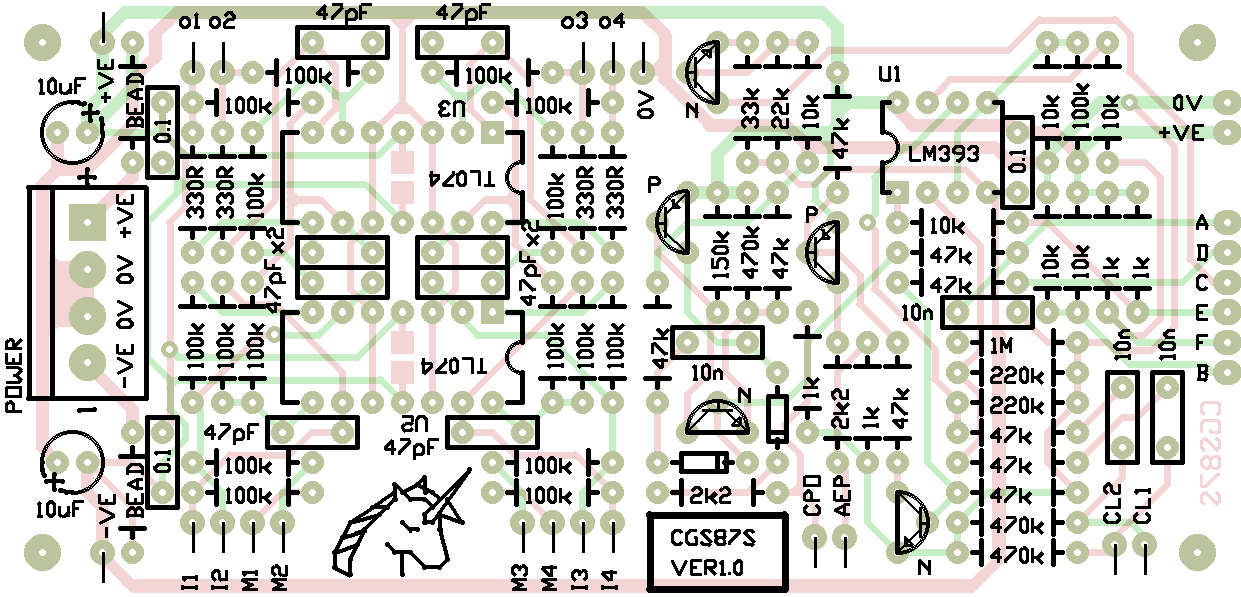 o1 o2
47pF
47pF
o3 o4
0V
+VE
10uF
+
BEAD
0.1
100k
100k
100k
100k
U3
N
33k
22k
10k
47k
U1
LM393
0.1
10k
100k
10k
0V
+VE
330R
330R
100k
TL074
100k
330R
330R
P
P
150k
470k
47k
10k
47k
47k
10n
10k
10k
1k
1k
A
D
C
E
F
B
+
+VE
0V
0V
-VE
POWER
-
47pF x2
47pF x2
100k
100k
100k
TL074
U2
100k
100k
100k
47k
10n
N
1k
2k2
1k
47k
1M
220k
220k
47k
47k
47k
470k
470k
10n
10n
CL2
CL1
CGS87S
47pF
47pF
0.1
100k
100k
100k
100k
+
10uF
-VE
BEAD
I1
I2
M1
M2
M3
M4
I3
I4
2k2
CPO
AEP
N
CGS87S
VER1.0